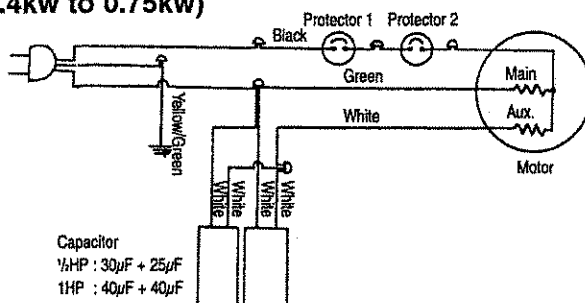 .4kw to 0.75kw)
Protector 1 Protector 2
Black
Green
Main
Yellow/Green
White
Aux.
Motor
White
White
White
White
Capacitor
½HP : 30µF + 25µF
1HP : 40µF + 40µF